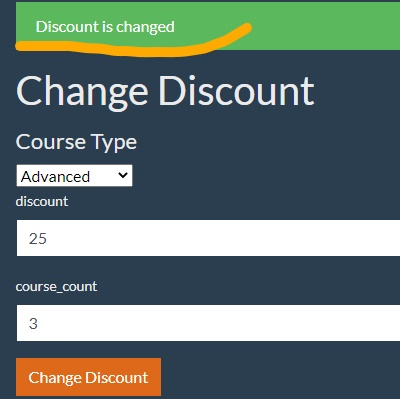 Discount is changed
Change Discount
Course Type
Advanced
discount
25
course_count
3
Change Discount